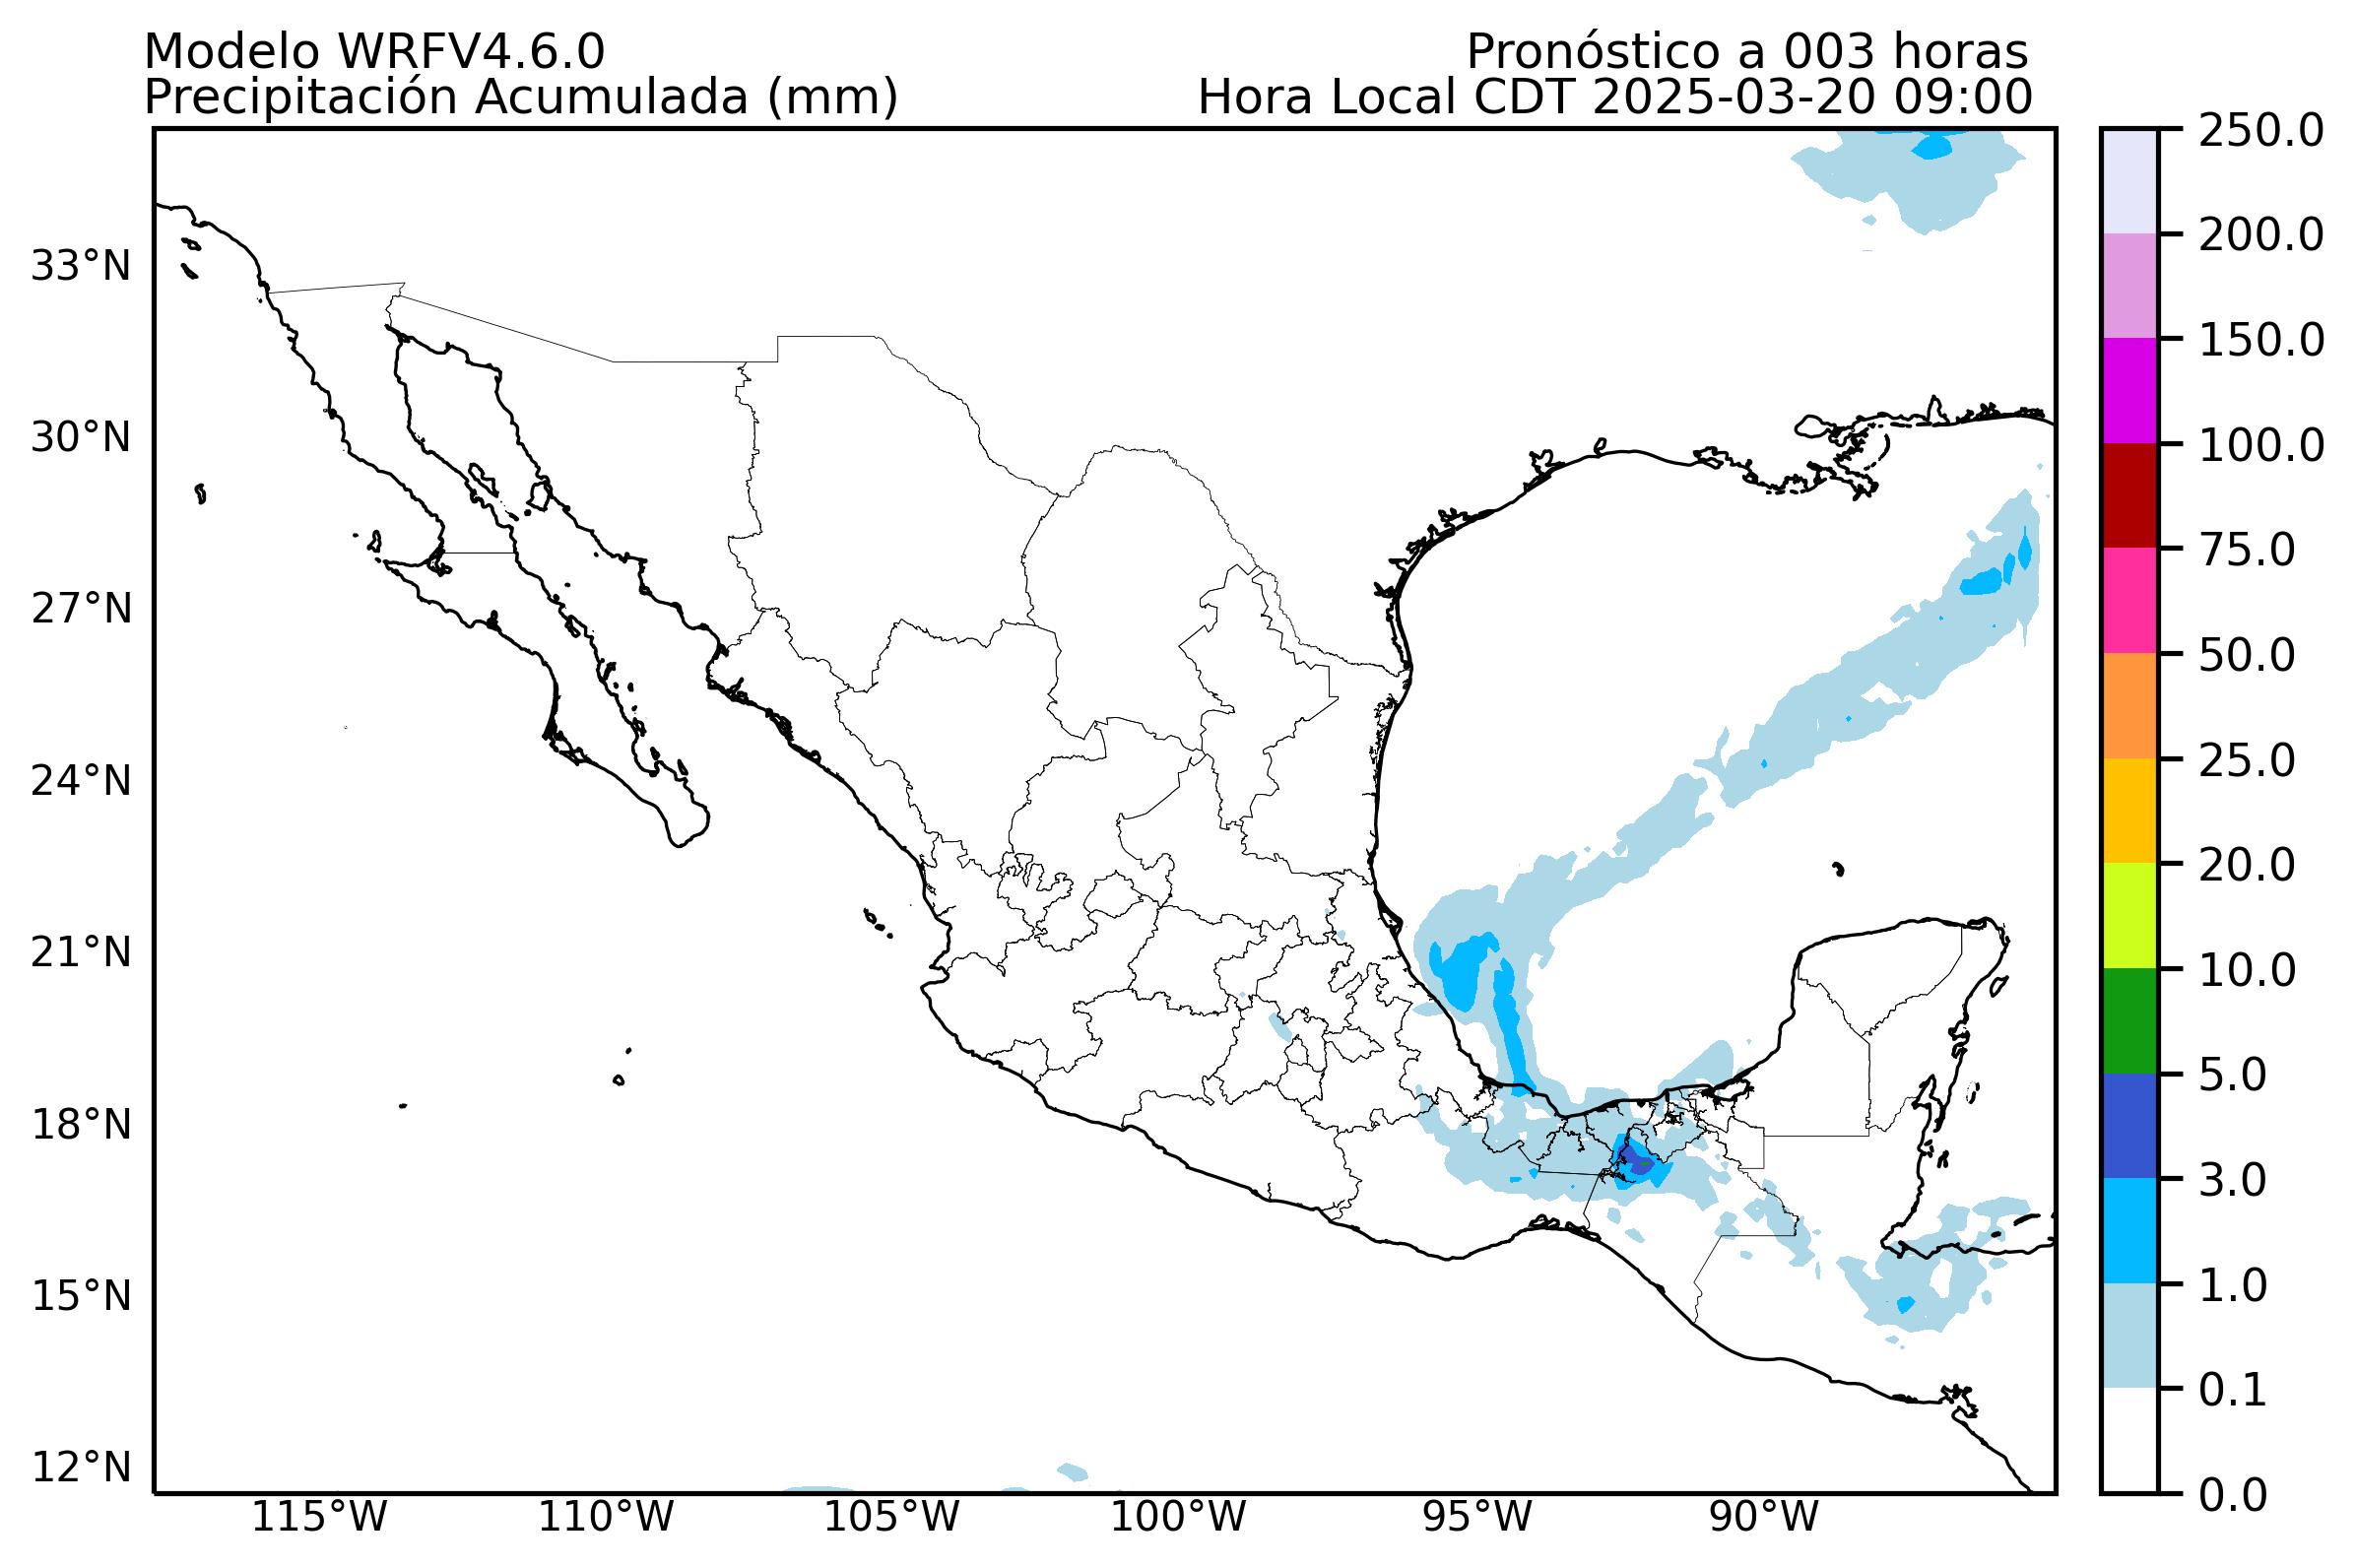 Modelo WRFV4.6.0
Pronóstico a 003 horas
Precipitación Acumulada (mm)
Hora Local CDT 2025-03-20 09:00
33°N
30°N
27°N
24°N
21°N
18°N
15°N
12°N
115°W
110°W
105°W
100°W
95°W
90°W
250.0
200.0
150.0
100.0
75.0
50.0
25.0
20.0
10.0
5.0
3.0
1.0
0.1
0.0